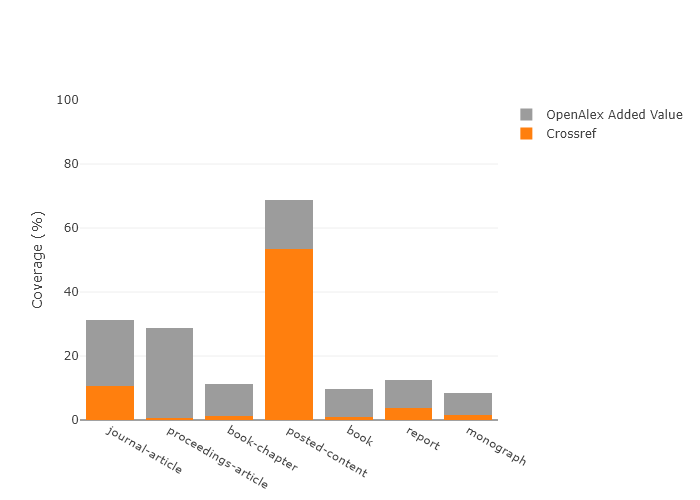 100
80
60
40
20
0
Coverage (%)
journal-article
proceedings-article
book-chapter
posted-content
book
report
monograph
OpenAlex Added Value
Crossref